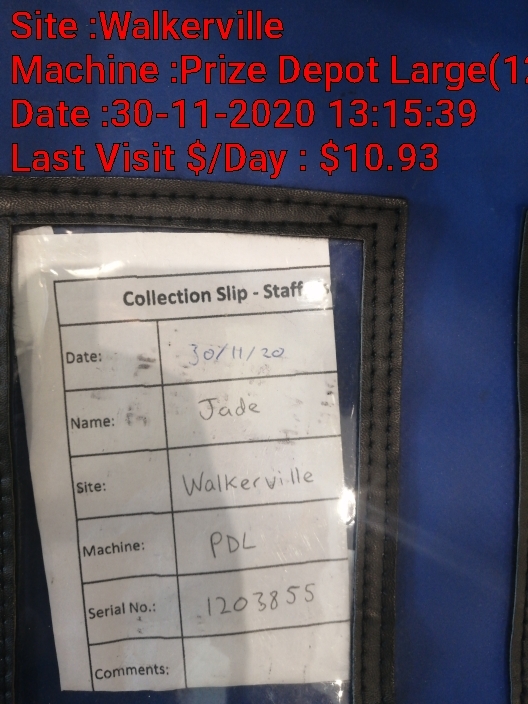 Site :Walkerville
Machine :Prize Depot Large(12
Date :30-11-2020 13:15:39
Last Visit $/Day : $10.93
Collection Slip - Staff
Date: 30/11/20
Name: Jade
Site: Walkerville
Machine: PDL
Serial No.: 1203855
Comments: